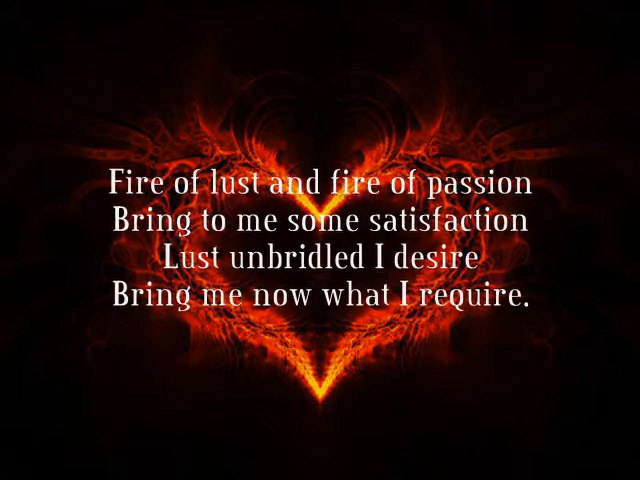 Fire of lust and fire of passion
Bring to me some satisfaction
Lust unbridled I desire
Bring me now what I require.